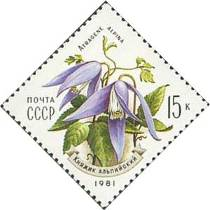 Atragene alpina
ПОЧТА
СССР
15 к
Княжик альпийский
1981